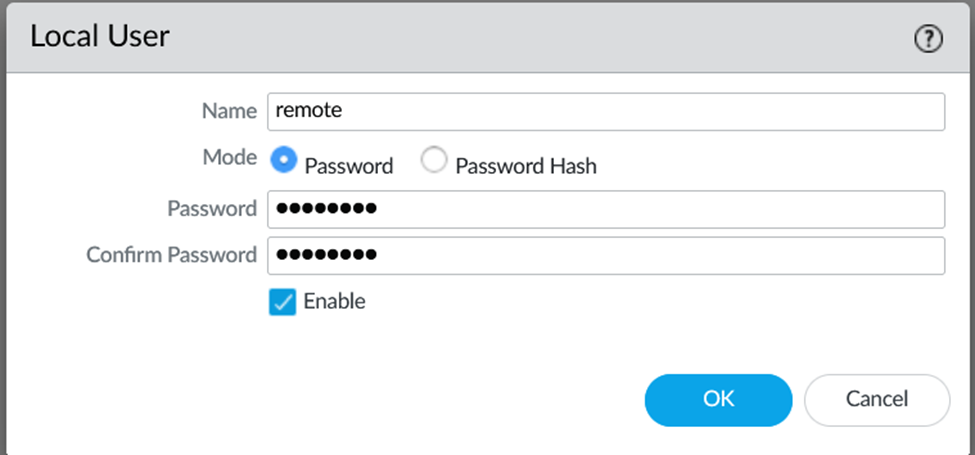 Local User
?
Name remote
Mode Password Password Hash
Password ••••••••
Confirm Password ••••••••
Enable
OK Cancel